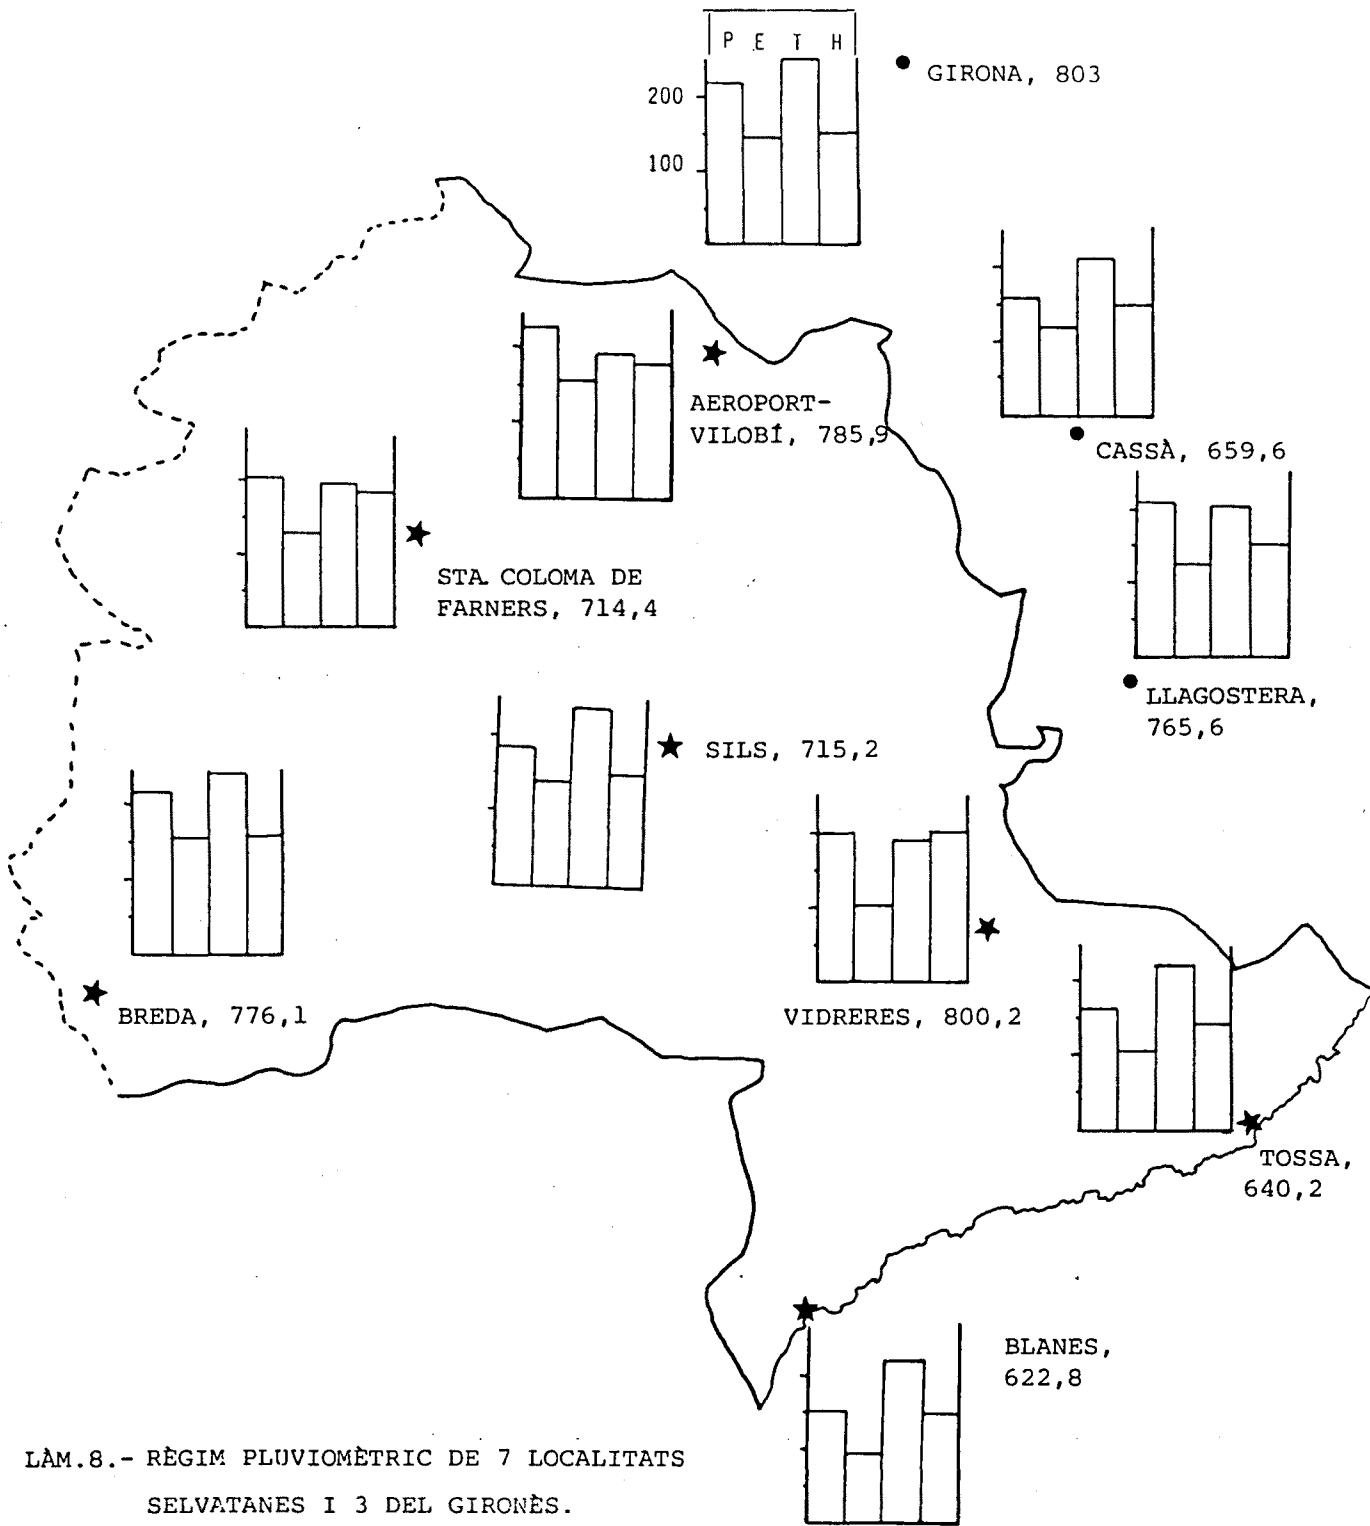 P E T H
200
100
GIRONA, 803
AEROPORT-
VILOBÍ, 785,9
CASSÀ, 659,6
STA. COLOMA DE
FARNERS, 714,4
LLAGOSTERA,
765,6
SILS, 715,2
BREDA, 776,1
VIDRERES, 800,2
TOSSA,
640,2
BLANES,
622,8
LÀM.8.- RÈGIM PLUVIOMÈTRIC DE 7 LOCALITATS
SELVATANES I 3 DEL GIRONÈS.